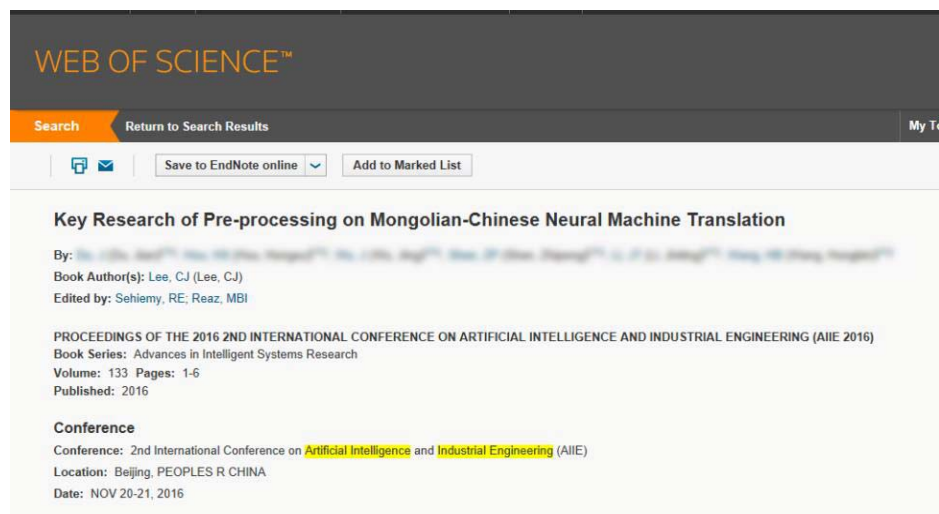 WEB OF SCIENCE™
Search Return to Search Results My T
Save to EndNote online Add to Marked List
Key Research of Pre-processing on Mongolian-Chinese Neural Machine Translation
By:
Book Author(s): Lee, CJ (Lee, CJ)
Edited by: Sehiemy, RE; Reaz, MBI
PROCEEDINGS OF THE 2016 2ND INTERNATIONAL CONFERENCE ON ARTIFICIAL INTELLIGENCE AND INDUSTRIAL ENGINEERING (AIIE 2016)
Book Series: Advances in Intelligent Systems Research
Volume: 133 Pages: 1-6
Published: 2016
Conference
Conference: 2nd International Conference on Artificial Intelligence and Industrial Engineering (AIIE)
Location: Beijing, PEOPLES R CHINA
Date: NOV 20-21, 2016